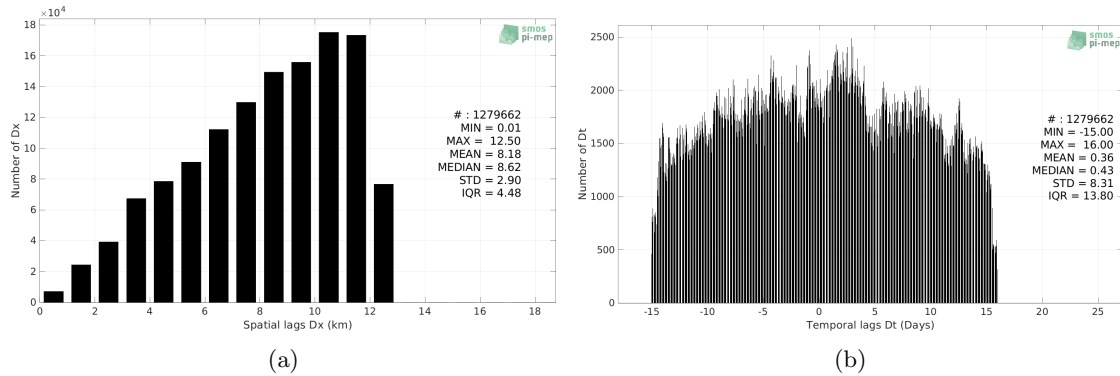 ×10⁴
18
16
14
12
10
8
6
4
2
0
Number of Dx
smos
pi-mep
# : 1279662
MIN = 0.01
MAX = 12.50
MEAN = 8.18
MEDIAN = 8.62
STD = 2.90
IQR = 4.48
0 2 4 6 8 10 12 14 16 18
Spatial lags Dx (km)
(a)
2500
2000
1500
1000
500
0
Number of Dt
smos
pi-mep
# : 1279662
MIN = -15.00
MAX = 16.00
MEAN = 0.36
MEDIAN = 0.43
STD = 8.31
IQR = 13.80
-15 -10 -5 0 5 10 15 20 25
Temporal lags Dt (Days)
(b)